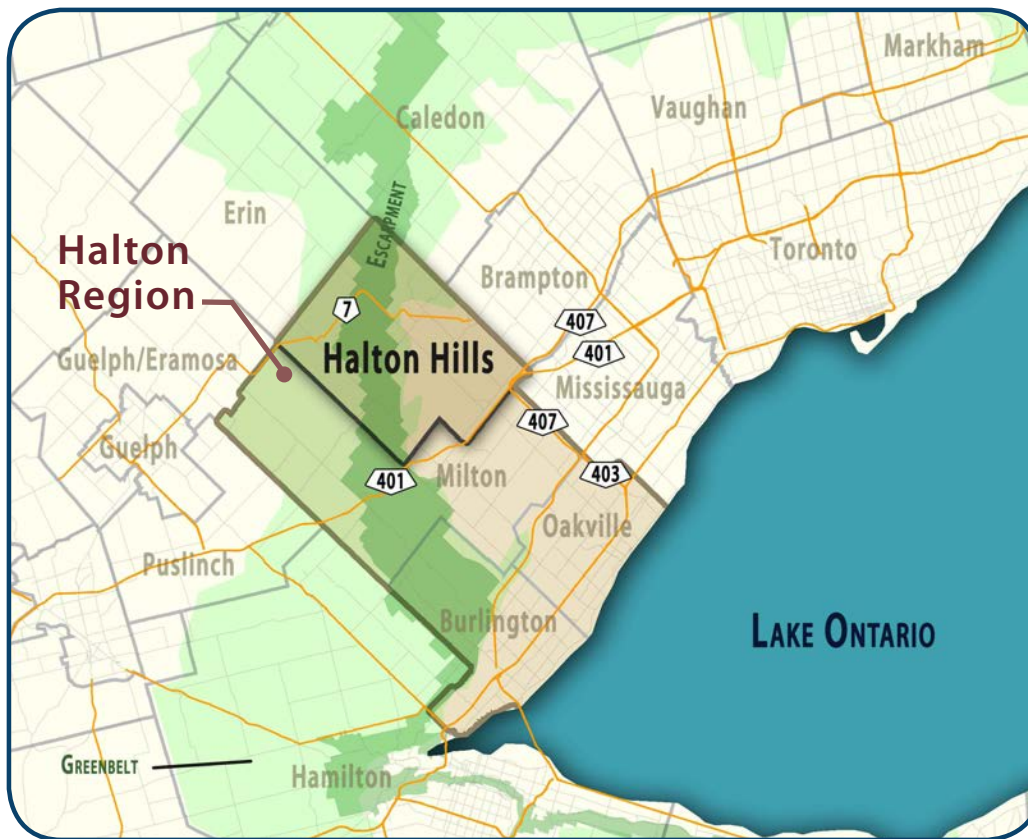 Markham
Vaughan
Caledon
ESCARPMENT
Erin
Toronto
Halton
Region
Brampton
7
407
401
Guelph/Eramosa
Halton Hills
Mississauga
407
Guelph
401
Milton
403
Oakville
Puslinch
Burlington
LAKE ONTARIO
GREENBELT
Hamilton